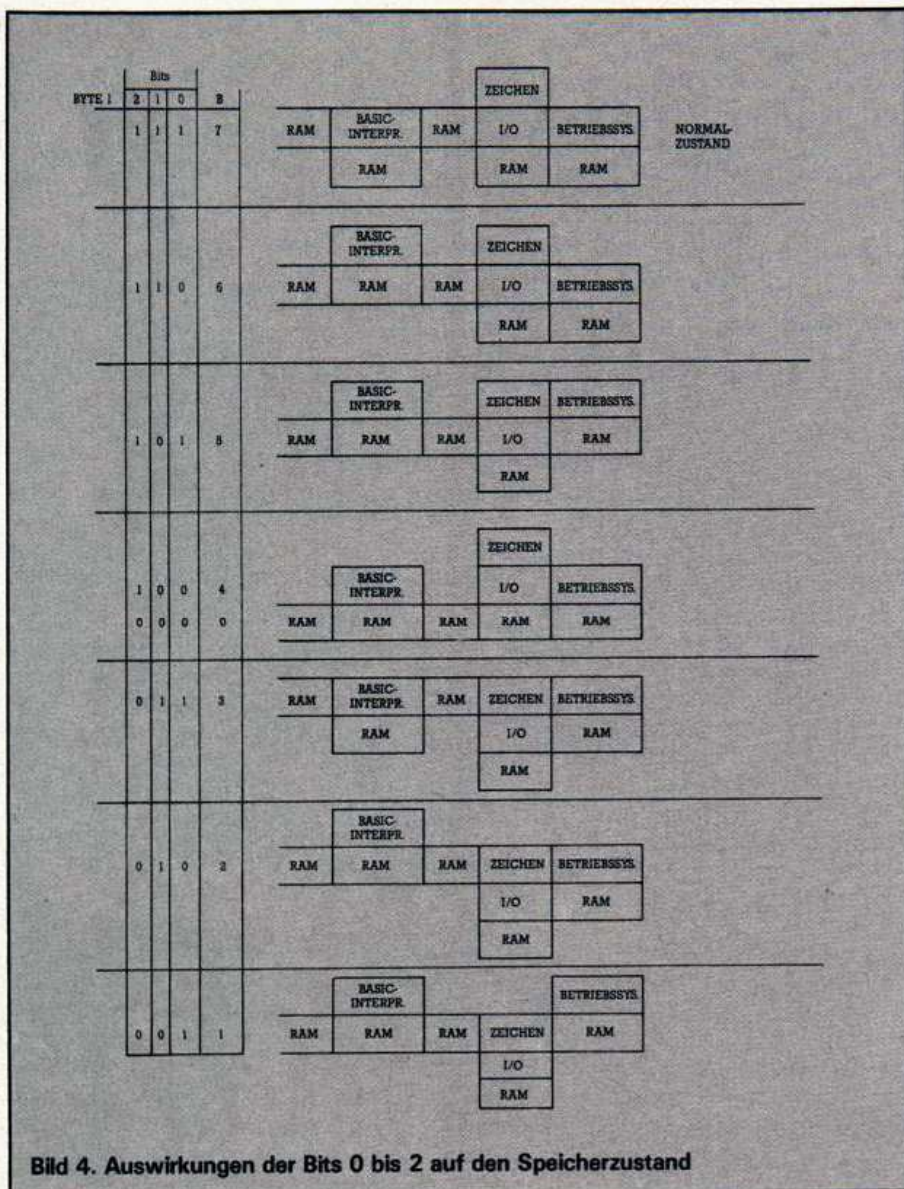 Bits
BYTE 1 2 1 0 B
ZEICHEN
1 1 1 7 RAM BASIC-INTERPR. RAM I/O BETRIEBSSYS. NORMAL-ZUSTAND
RAM RAM RAM
BASIC-INTERPR. ZEICHEN
1 1 0 6 RAM RAM RAM I/O BETRIEBSSYS.
RAM RAM
BASIC-INTERPR. ZEICHEN BETRIEBSSYS.
1 0 1 5 RAM RAM RAM I/O RAM
RAM
ZEICHEN
1 0 0 4 BASIC-INTERPR. I/O BETRIEBSSYS.
0 0 0 0 RAM RAM RAM RAM RAM
0 1 1 3 RAM BASIC-INTERPR. RAM ZEICHEN BETRIEBSSYS.
RAM I/O RAM
RAM
BASIC-INTERPR.
0 1 0 2 RAM RAM RAM ZEICHEN BETRIEBSSYS.
I/O RAM
RAM
BASIC-INTERPR. BETRIEBSSYS.
0 0 1 1 RAM RAM RAM ZEICHEN RAM
I/O
RAM
Bild 4. Auswirkungen der Bits 0 bis 2 auf den Speicherzustand